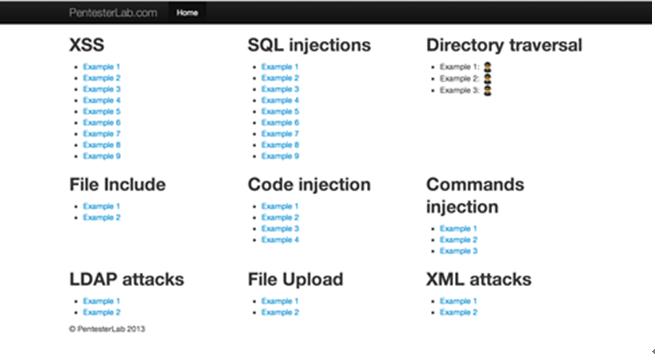 PentesterLab.com Home
XSS
Example 1
Example 2
Example 3
Example 4
Example 5
Example 6
Example 7
Example 8
Example 9
SQL injections
Example 1
Example 2
Example 3
Example 4
Example 5
Example 6
Example 7
Example 8
Example 9
Directory traversal
Example 1:
Example 2:
Example 3:
File Include
Example 1
Example 2
Code injection
Example 1
Example 2
Example 3
Example 4
Commands
injection
Example 1
Example 2
Example 3
LDAP attacks
Example 1
Example 2
File Upload
Example 1
Example 2
XML attacks
Example 1
Example 2
© PentesterLab 2013